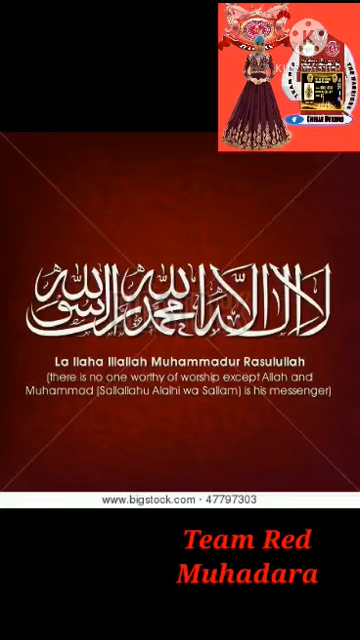 لا إله إلا الله محمد رسول الله
La Ilaha Illallah Muhammadur Rasulullah
(there is no one worthy of worship except Allah and
Muhammad (Sallallahu Alaihi wa Sallam) is his messenger)
www.bigstock.com · 47797303
Team Red
Muhadara